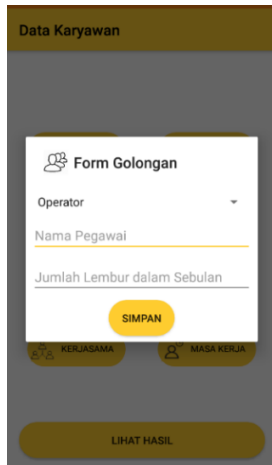 Data Karyawan
Form Golongan
Operator
Nama Pegawai
Jumlah Lembur dalam Sebulan
SIMPAN
KERJASAMA
MASA KERJA
LIHAT HASIL